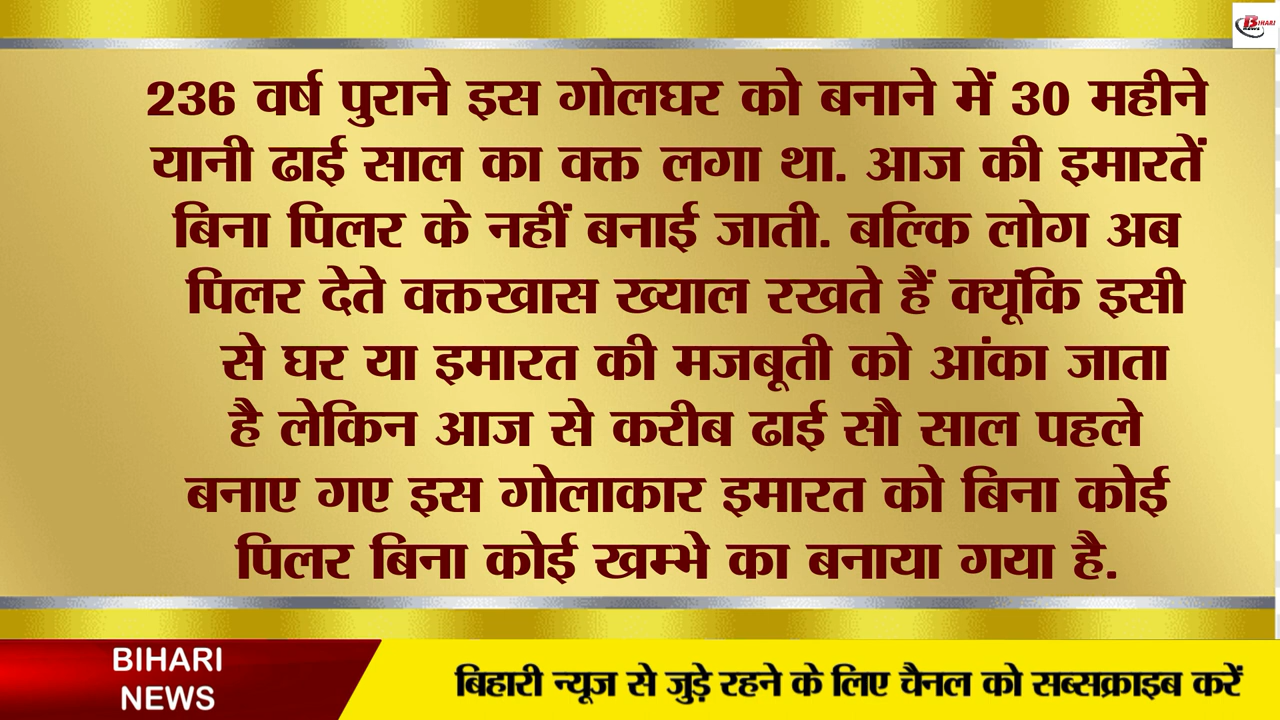 BIHARI
news
236 वर्ष पुराने इस गोलघर को बनाने में 30 महीने
यानी ढाई साल का वक्त लगा था. आज की इमारतें
बिना पिलर के नहीं बनाई जाती. बल्कि लोग अब
पिलर देते वक्तखास ख्याल रखते हैं क्यूंकि इसी
से घर या इमारत की मजबूती को आंका जाता
है लेकिन आज से करीब ढाई सौ साल पहले
बनाए गए इस गोलाकार इमारत को बिना कोई
पिलर बिना कोई खम्भे का बनाया गया है.
BIHARI
NEWS
बिहारी न्यूज से जुड़े रहने के लिए चैनल को सब्सक्राइब करें